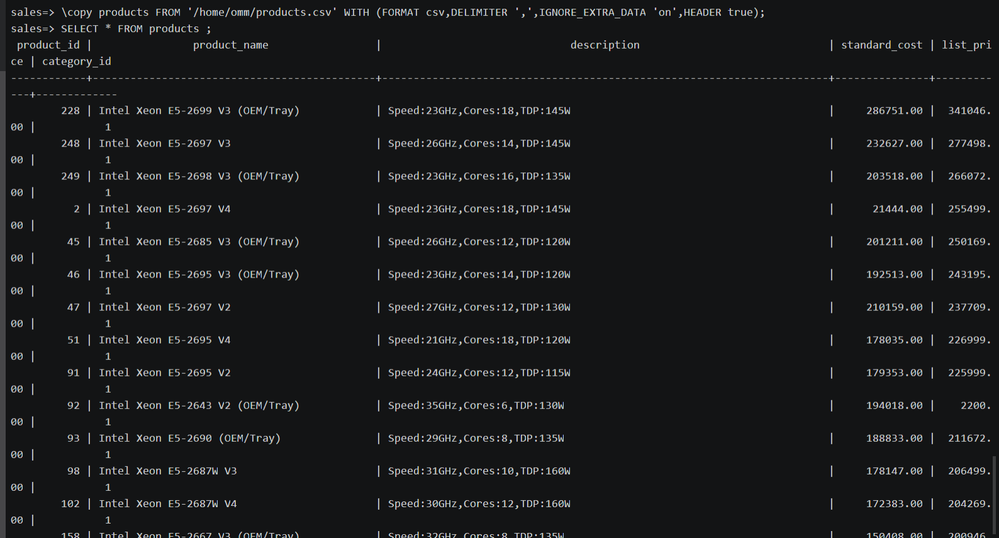 sales=> \copy products FROM '/home/omm/products.csv' WITH (FORMAT csv,DELIMITER ',',IGNORE_EXTRA_DATA 'on',HEADER true);
sales=> SELECT * FROM products ;
 product_id |                product_name                 |                              description                              | standard_cost | list_pri
ce | category_id
------------+---------------------------------------------+-----------------------------------------------------------------------+---------------+---------
---+-------------
        228 | Intel Xeon E5-2699 V3 (OEM/Tray)            | Speed:23GHz,Cores:18,TDP:145W                                         |     286751.00 |  341046.
00 |           1
        248 | Intel Xeon E5-2697 V3                       | Speed:26GHz,Cores:14,TDP:145W                                         |     232627.00 |  277498.
00 |           1
        249 | Intel Xeon E5-2698 V3 (OEM/Tray)            | Speed:23GHz,Cores:16,TDP:135W                                         |     203518.00 |  266072.
00 |           1
          2 | Intel Xeon E5-2697 V4                       | Speed:23GHz,Cores:18,TDP:145W                                         |      21444.00 |  255499.
00 |           1
         45 | Intel Xeon E5-2685 V3 (OEM/Tray)            | Speed:26GHz,Cores:12,TDP:120W                                         |     201211.00 |  250169.
00 |           1
         46 | Intel Xeon E5-2695 V3 (OEM/Tray)            | Speed:23GHz,Cores:14,TDP:120W                                         |     192513.00 |  243195.
00 |           1
         47 | Intel Xeon E5-2697 V2                       | Speed:27GHz,Cores:12,TDP:130W                                         |     210159.00 |  237709.
00 |           1
         51 | Intel Xeon E5-2695 V4                       | Speed:21GHz,Cores:18,TDP:120W                                         |     178035.00 |  226999.
00 |           1
         91 | Intel Xeon E5-2695 V2                       | Speed:24GHz,Cores:12,TDP:115W                                         |     179353.00 |  225999.
00 |           1
         92 | Intel Xeon E5-2643 V2 (OEM/Tray)            | Speed:35GHz,Cores:6,TDP:130W                                          |     194018.00 |    2200.
00 |           1
         93 | Intel Xeon E5-2690 (OEM/Tray)               | Speed:29GHz,Cores:8,TDP:135W                                          |     188833.00 |  211672.
00 |           1
         98 | Intel Xeon E5-2687W V3                      | Speed:31GHz,Cores:10,TDP:160W                                         |     178147.00 |  206499.
00 |           1
        102 | Intel Xeon E5-2687W V4                      | Speed:30GHz,Cores:12,TDP:160W                                         |     172383.00 |  204269.
00 |           1
        158 | Intel Xeon E5-2667 V3 (OEM/Tray)            | Speed:32GHz,Cores:8,TDP:135W                                          |     150408.00 |  200946.